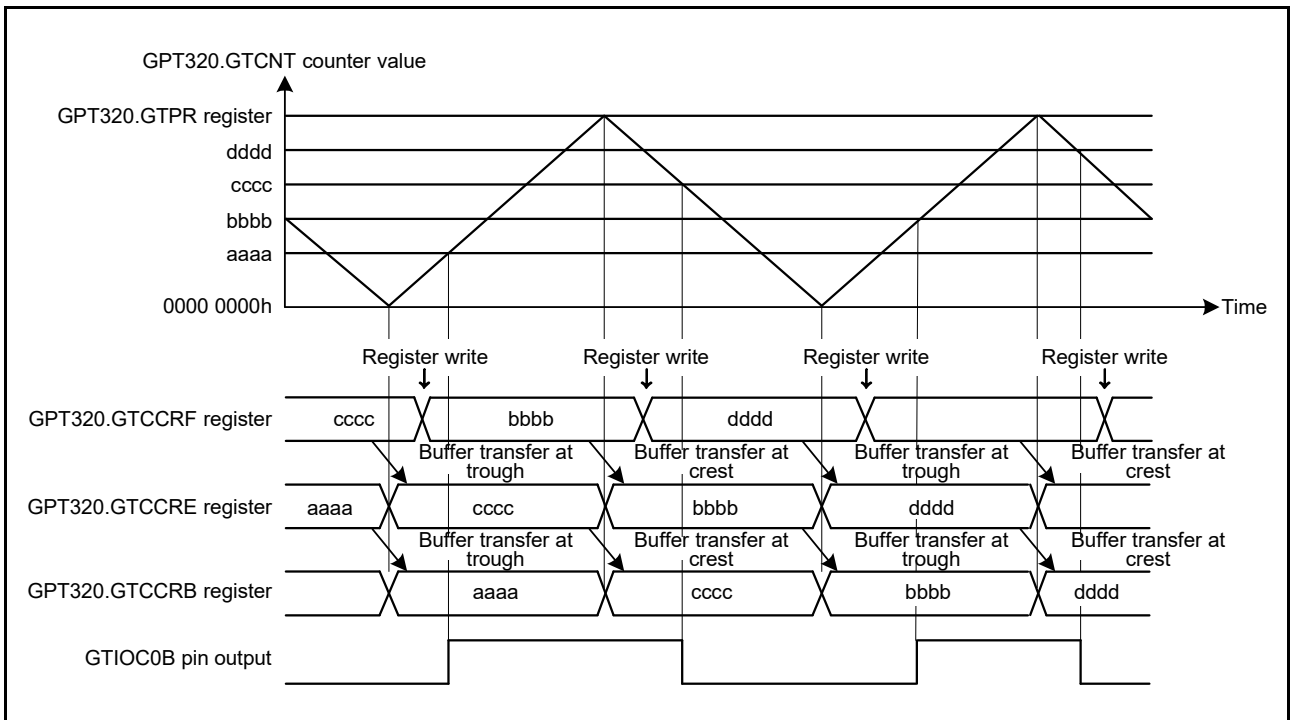 GPT320.GTCNT counter value
GPT320.GTPR register
dddd
cccc
bbbb
aaaa
0000 0000h
Time
Register write Register write Register write Register write
GPT320.GTCCRF register cccc bbbb dddd
Buffer transfer at trough Buffer transfer at crest Buffer transfer at trough Buffer transfer at crest
GPT320.GTCCRE register aaaa cccc bbbb dddd
Buffer transfer at trough Buffer transfer at crest Buffer transfer at trough Buffer transfer at crest
GPT320.GTCCRB register aaaa cccc bbbb dddd
GTIOC0B pin output